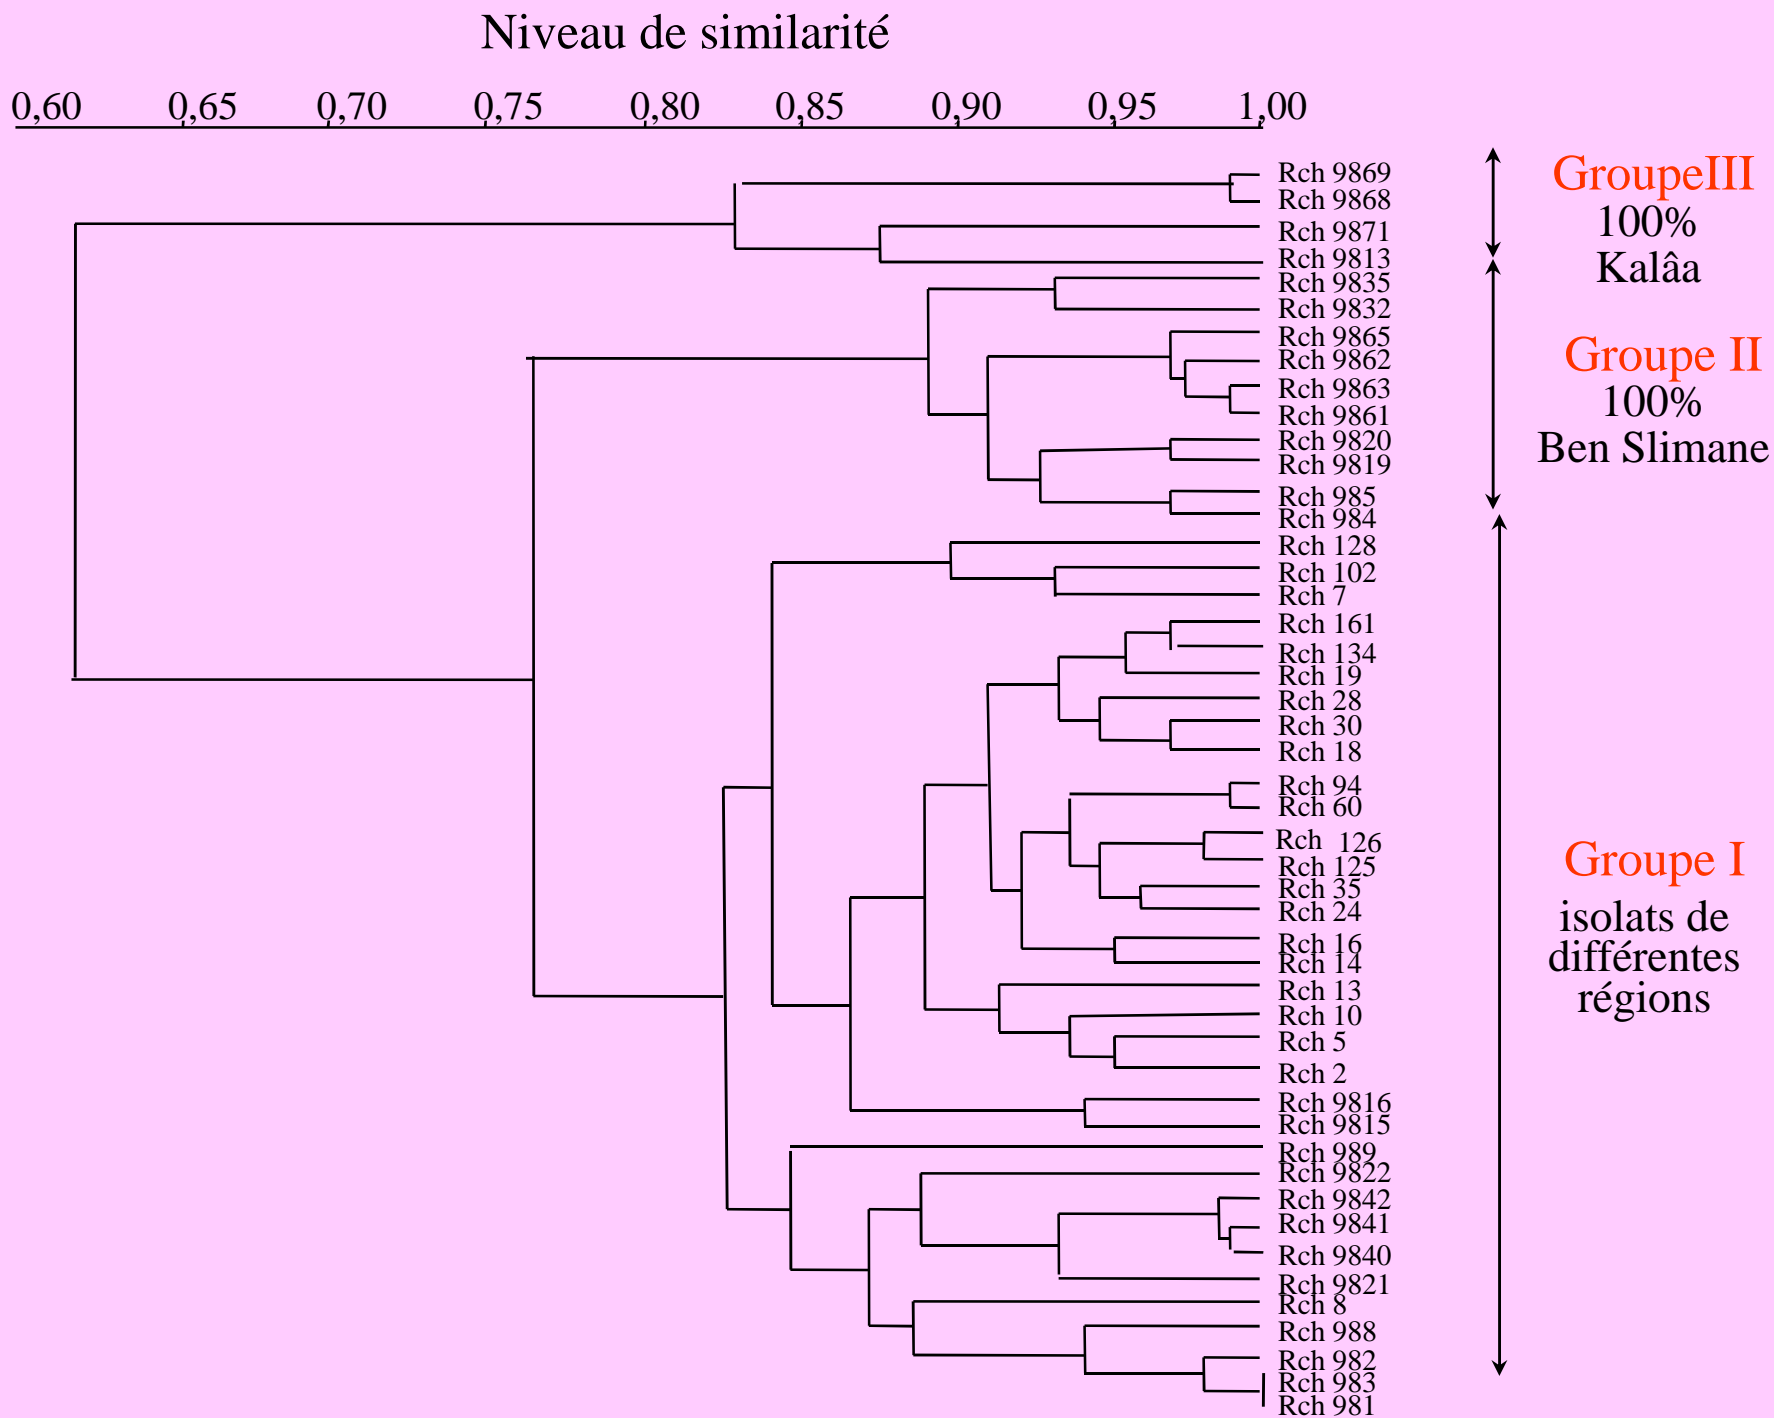 Niveau de similarité
0,60 0,65 0,70 0,75 0,80 0,85 0,90 0,95 1,00
Rch 9869
Rch 9868
Rch 9871
Rch 9813
Rch 9835
Rch 9832
Rch 9865
Rch 9862
Rch 9863
Rch 9861
Rch 9820
Rch 9819
Rch 985
Rch 984
Rch 128
Rch 102
Rch 7
Rch 161
Rch 134
Rch 19
Rch 28
Rch 30
Rch 18
Rch 94
Rch 60
Rch 126
Rch 125
Rch 35
Rch 24
Rch 16
Rch 14
Rch 13
Rch 10
Rch 5
Rch 2
Rch 9816
Rch 9815
Rch 989
Rch 9822
Rch 9842
Rch 9841
Rch 9840
Rch 9821
Rch 8
Rch 988
Rch 982
Rch 983
Rch 981
GroupeIII
100%
Kalâa
Groupe II
100%
Ben Slimane
Groupe I
isolats de
différentes
régions